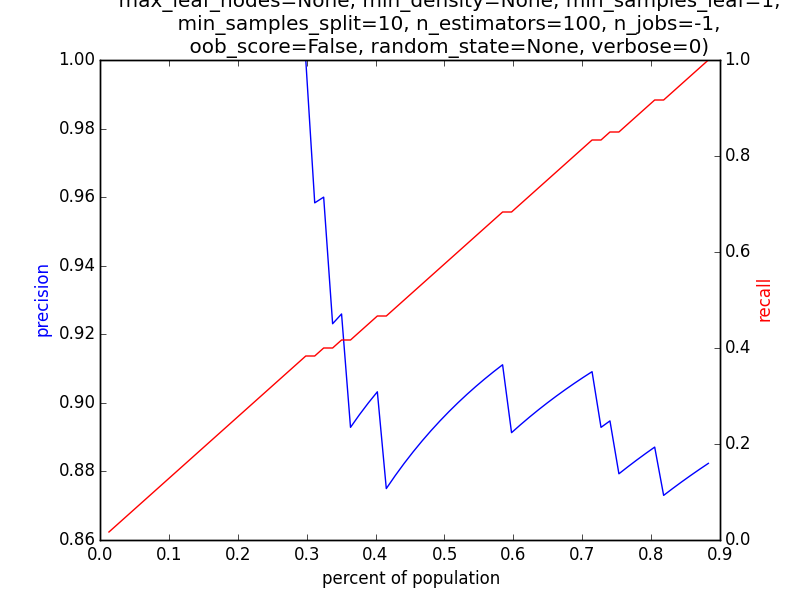 max_leaf_nodes=None, min_density=None, min_samples_leaf=1,
min_samples_split=10, n_estimators=100, n_jobs=-1,
oob_score=False, random_state=None, verbose=0)
1.00
0.98
0.96
0.94
0.92
0.90
0.88
0.86
precision
1.0
0.8
0.6
0.4
0.2
0.0
recall
0.0 0.1 0.2 0.3 0.4 0.5 0.6 0.7 0.8 0.9
percent of population